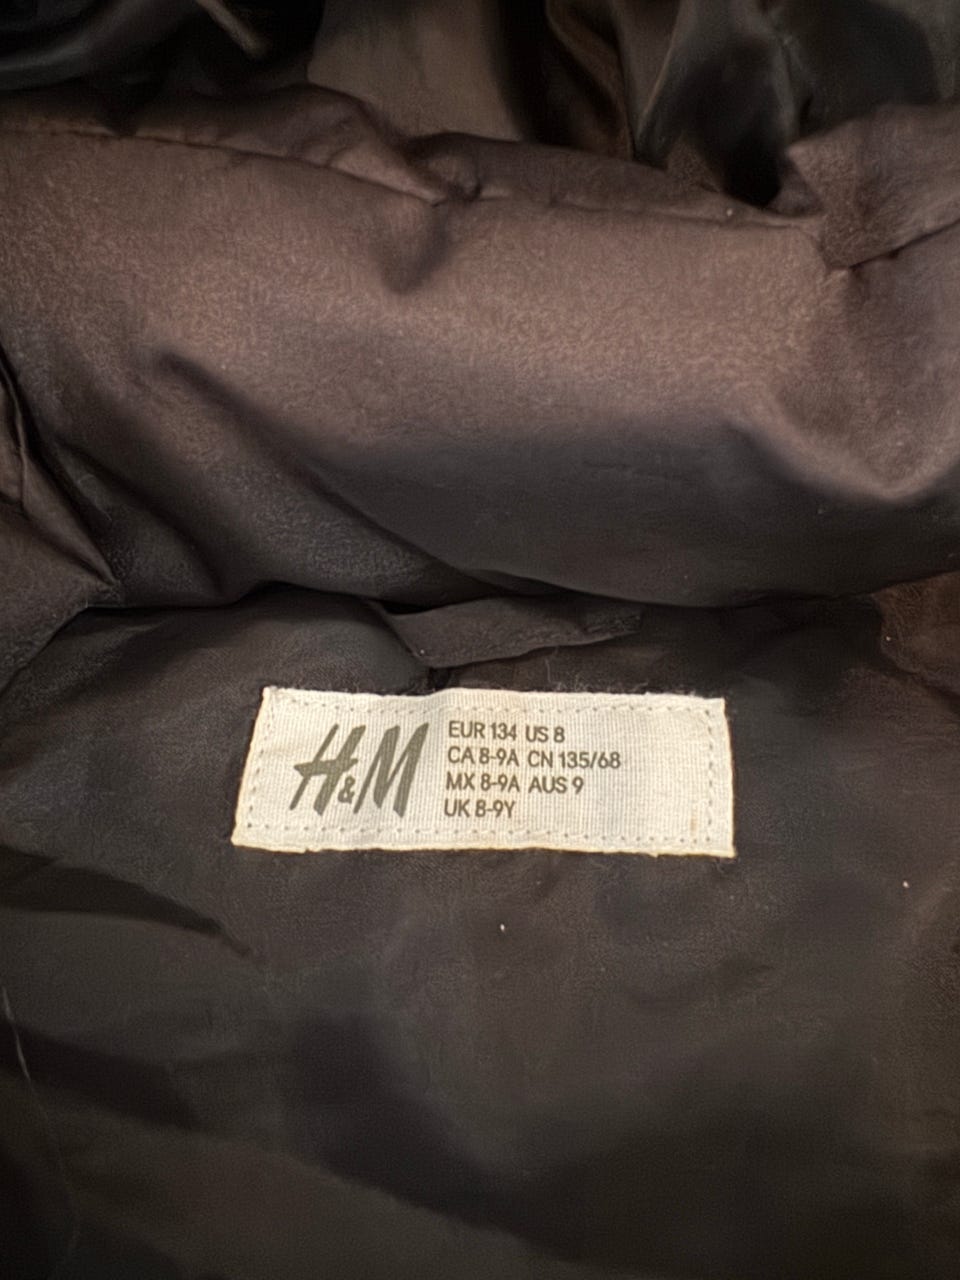 H&M
EUR 134 US 8
CA 8-9A CN 135/68
MX 8-9A AUS 9
UK 8-9Y